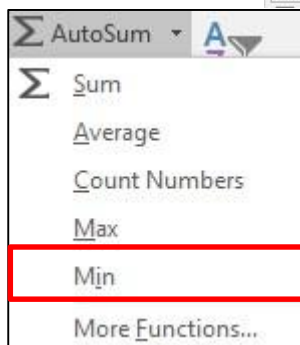 Σ AutoSum
Σ Sum
Average
Count Numbers
Max
Min
More Functions...